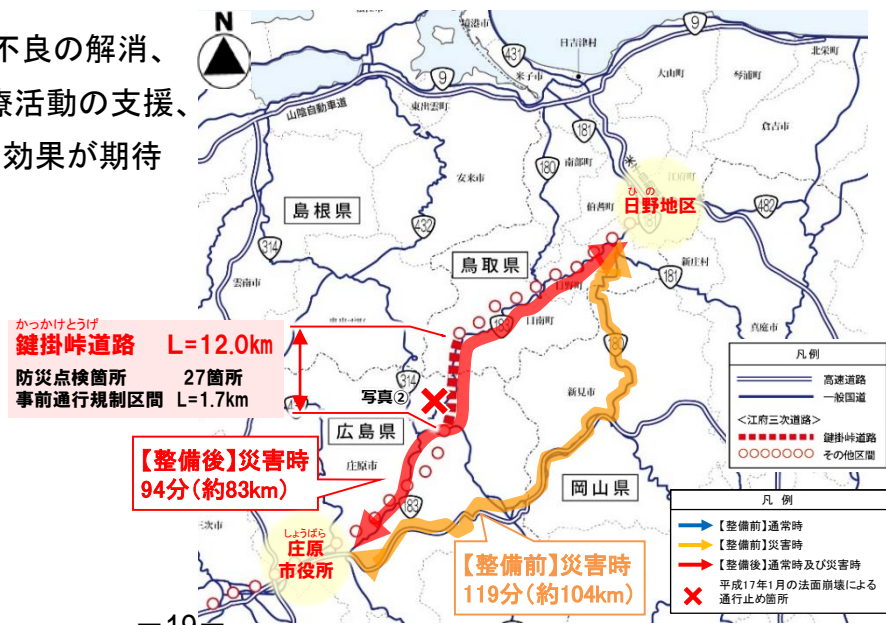 不良の解消、
療活動の支援、
効果が期待
N
境港市
日吉津村
9
431
9
米子市
大山町
琴浦町
北栄町
山陰自動車道
東出雲町
181
倉吉市
安来市
180
南部町
江府町
伯耆町
ひの
日野地区
島根県
432
482
181
314
鳥取県
新庄村
181
雲南市
日野町
日南町
183
真庭市
かっかけとうげ
鍵掛峠道路 L=12.0km
防災点検箇所 27箇所
事前通行規制区間 L=1.7km
180
314
写真②
新見市
凡例
高速道路
一般国道
<江府三次道路>
鍵掛峠道路
その他区間
広島県
庄原市
【整備後】災害時
94分(約83km)
183
岡山県
三次市
しょうばら
庄原
市役所
【整備前】災害時
119分(約104km)
凡 例
【整備前】通常時
【整備前】災害時
【整備後】通常時及び災害時
平成17年1月の法面崩壊による
通行止め箇所
－19－